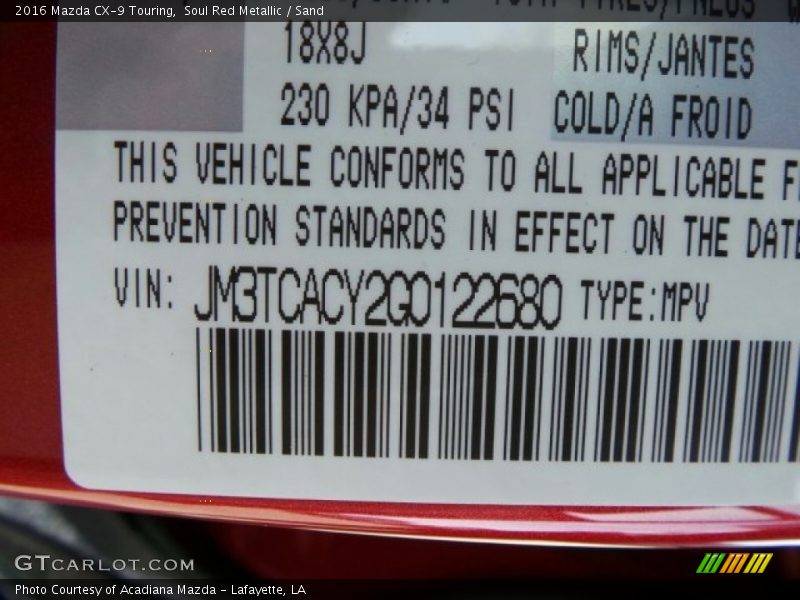 2016 Mazda CX-9 Touring, Soul Red Metallic / Sand
18X8J RIMS/JANTES
230 KPA/34 PSI COLD/A FROID
THIS VEHICLE CONFORMS TO ALL APPLICABLE
PREVENTION STANDARDS IN EFFECT ON THE DATE
VIN: JM3TCACY2G0122680 TYPE:MPV
GTCARLOT.COM
Photo Courtesy of Acadiana Mazda - Lafayette, LA